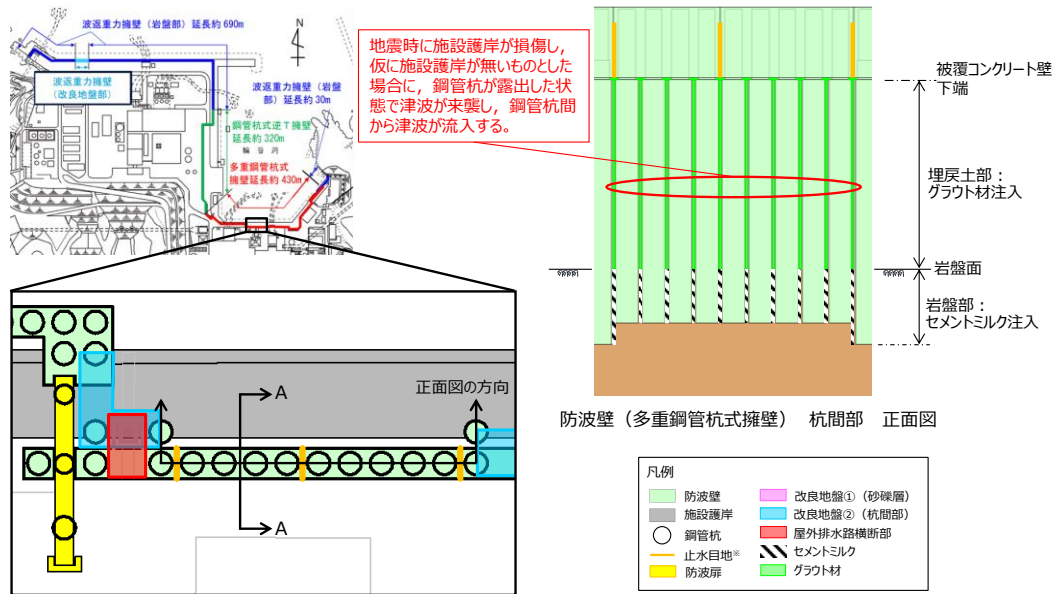 波返重力擁壁（岩盤部）延長約690m
N
波返重力擁壁
（改良地盤部）
波返重力擁壁（岩盤
部）延長約30m
鋼管杭式逆T擁壁
延長約320m
輪谷湾
多重鋼管杭式
擁壁延長約430m
地震時に施設護岸が損傷し，
仮に施設護岸が無いものとした
場合に，鋼管杭が露出した状
態で津波が来襲し，鋼管杭間
から津波が流入する。
被覆コンクリート壁
下端
埋戻土部：
グラウト材注入
岩盤面
岩盤部：
セメントミルク注入
A
正面図の方向
A
防波壁（多重鋼管杭式擁壁） 杭間部 正面図
凡例
防波壁
施設護岸
鋼管杭
止水目地※
防波扉
改良地盤①（砂礫層）
改良地盤②（杭間部）
屋外排水路横断部
セメントミルク
グラウト材